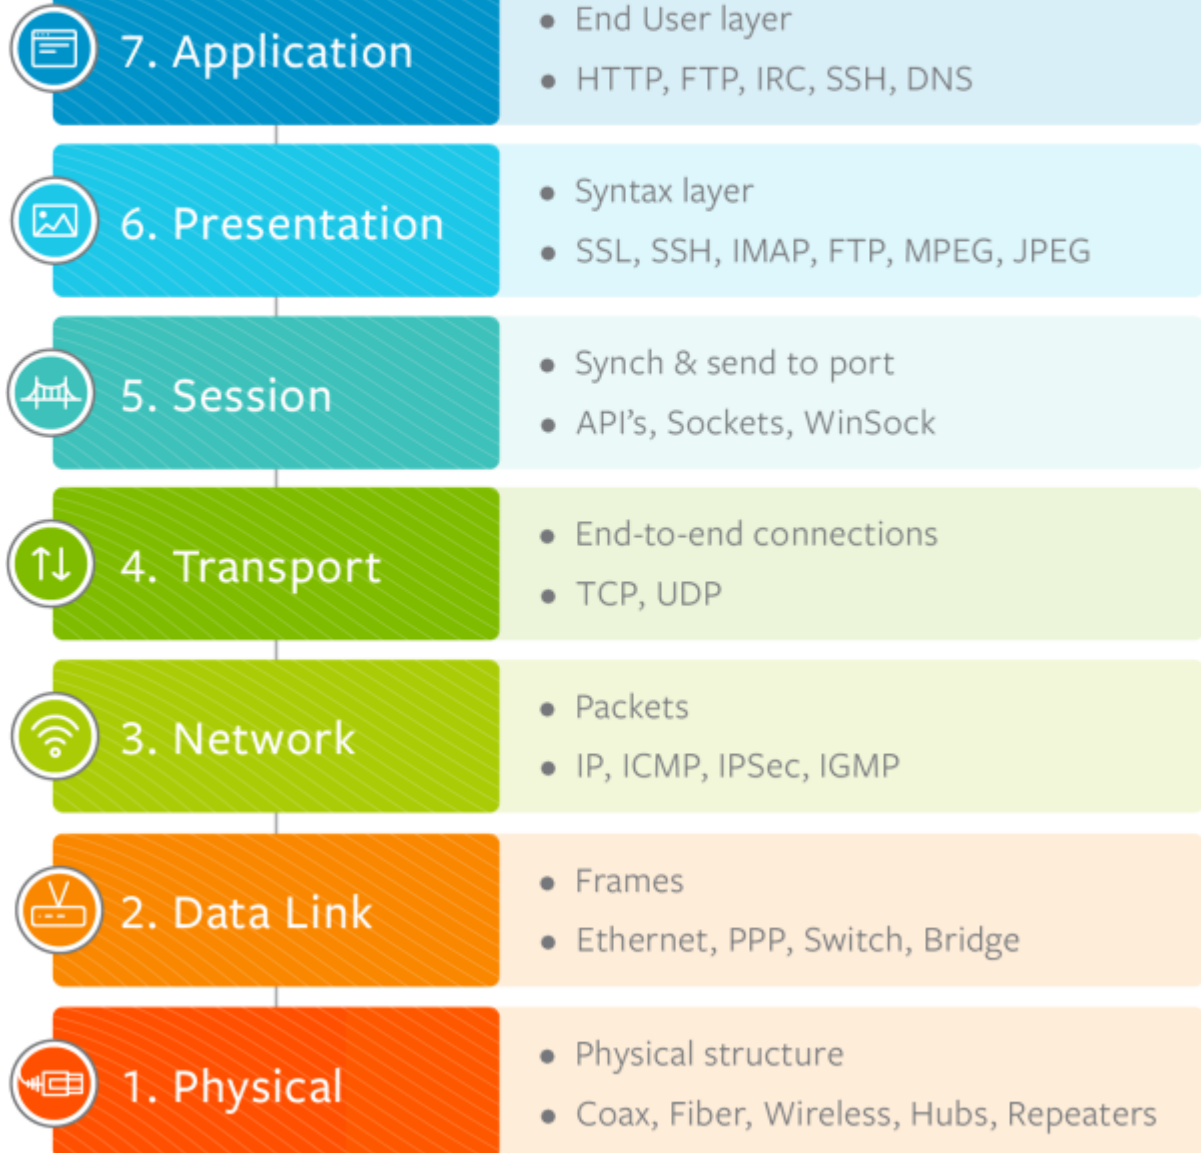 7. Application
• End User layer
• HTTP, FTP, IRC, SSH, DNS
6. Presentation
• Syntax layer
• SSL, SSH, IMAP, FTP, MPEG, JPEG
5. Session
• Synch & send to port
• API's, Sockets, WinSock
4. Transport
• End-to-end connections
• TCP, UDP
3. Network
• Packets
• IP, ICMP, IPSec, IGMP
2. Data Link
• Frames
• Ethernet, PPP, Switch, Bridge
1. Physical
• Physical structure
• Coax, Fiber, Wireless, Hubs, Repeaters